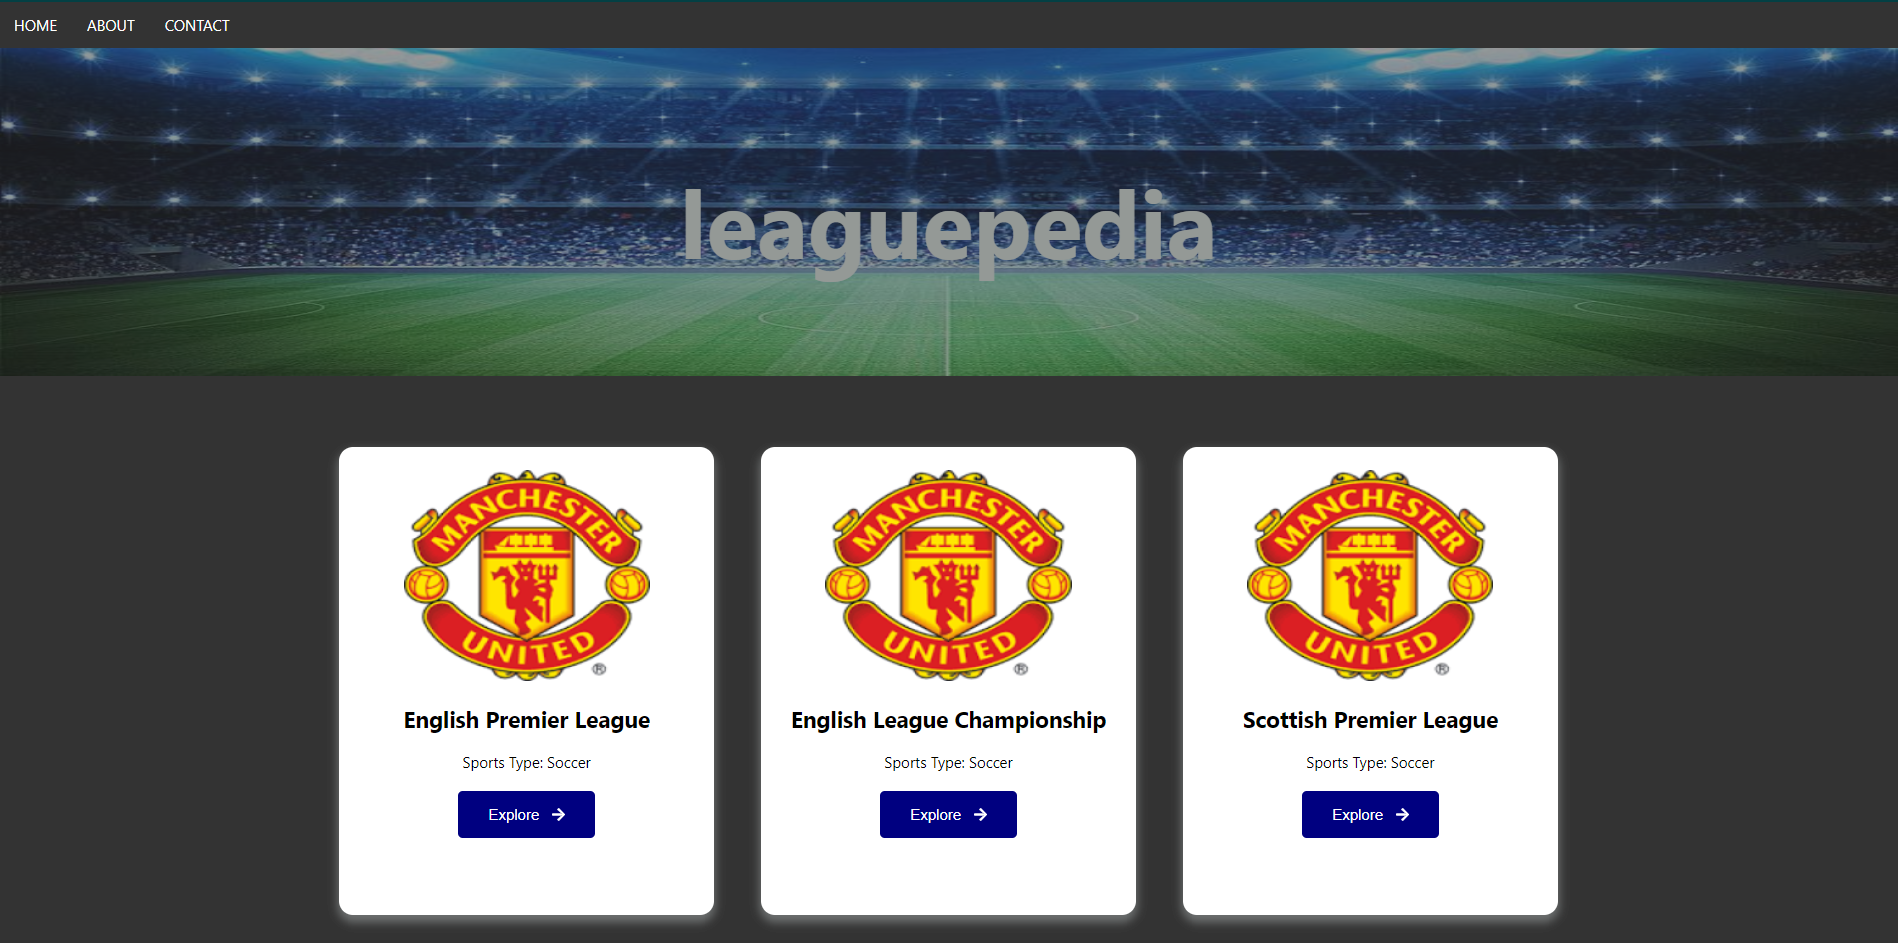 HOME ABOUT CONTACT
leaguepedia
MANCHESTER
UNITED
®
MANCHESTER
UNITED
®
MANCHESTER
UNITED
®
English Premier League
English League Championship
Scottish Premier League
Sports Type: Soccer
Sports Type: Soccer
Sports Type: Soccer
Explore
Explore
Explore